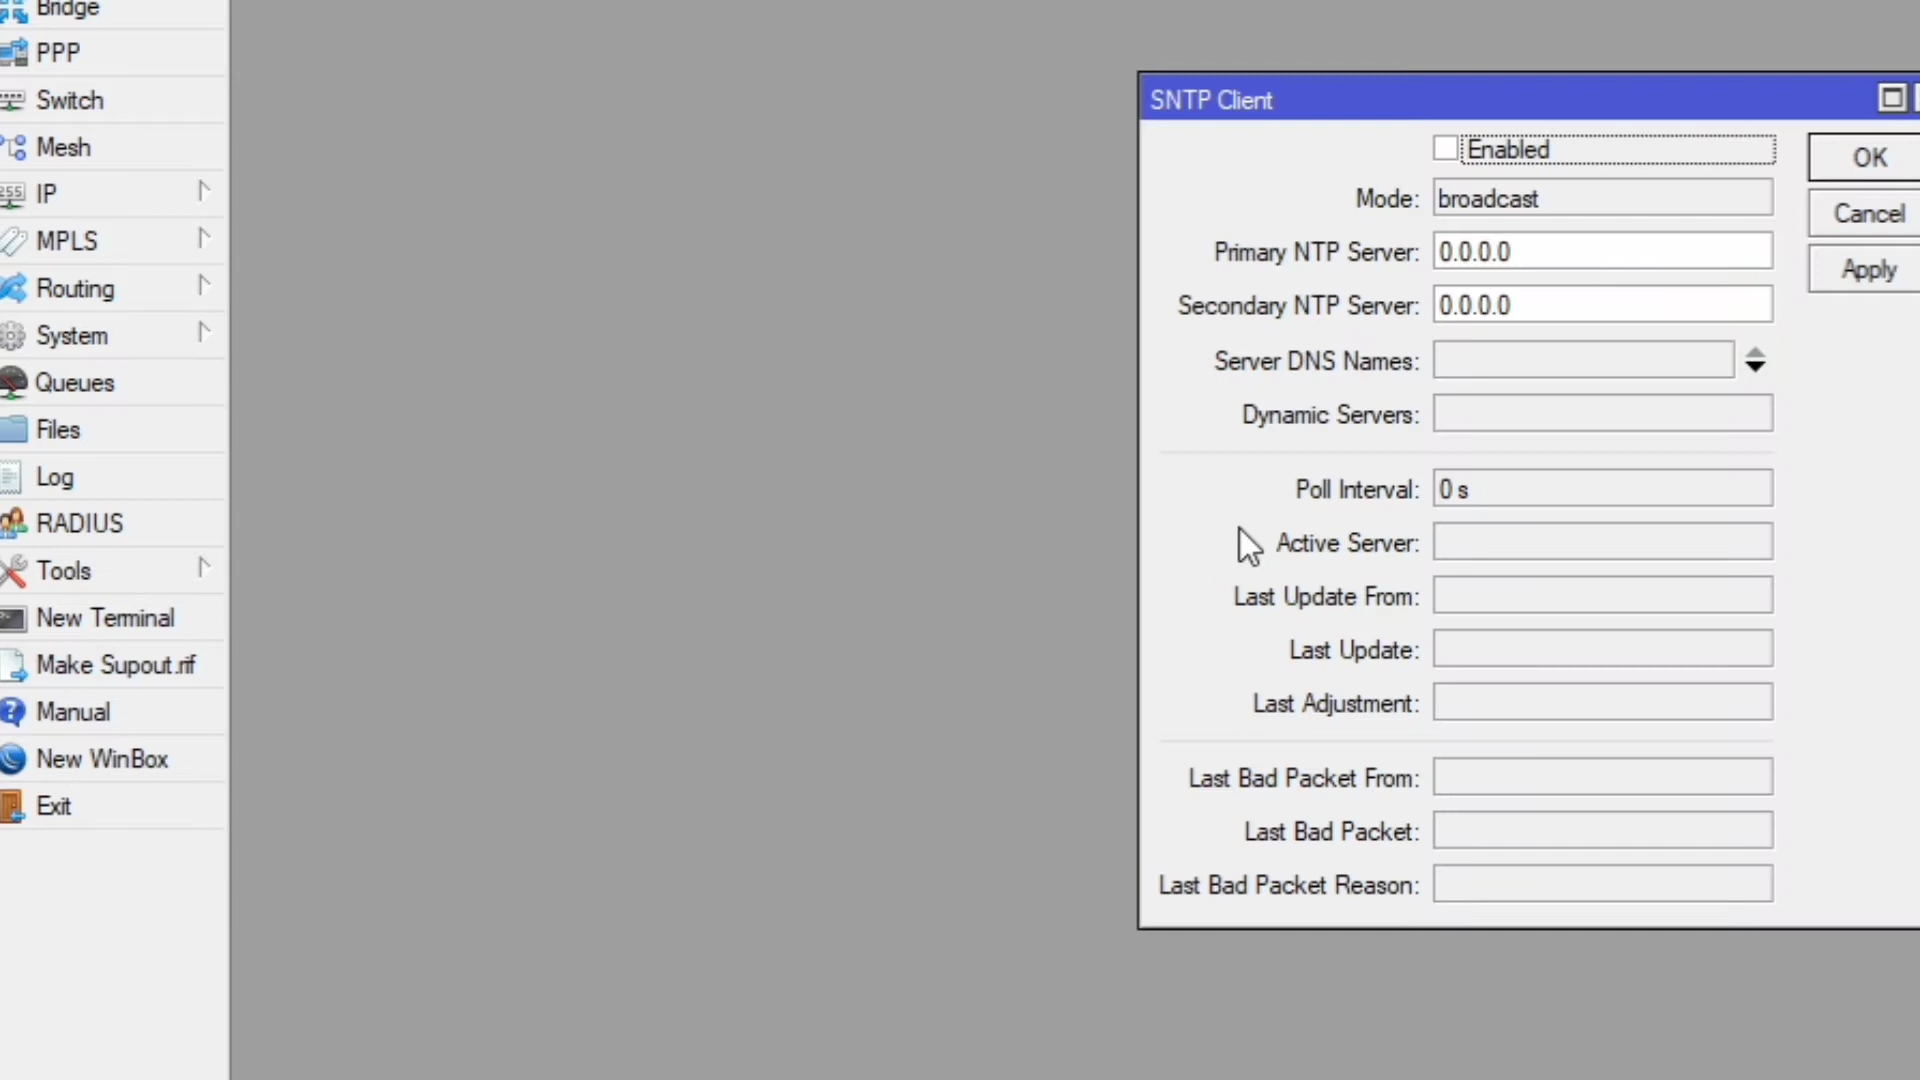 Bridge
PPP
Switch
Mesh
255 IP
MPLS
Routing
System
Queues
Files
Log
RADIUS
Tools
New Terminal
Make Supout.rif
Manual
New WinBox
Exit
SNTP Client
Enabled
Mode: broadcast
Primary NTP Server: 0.0.0.0
Secondary NTP Server: 0.0.0.0
Server DNS Names:
Dynamic Servers:
Poll Interval: 0 s
Active Server:
Last Update From:
Last Update:
Last Adjustment:
Last Bad Packet From:
Last Bad Packet:
Last Bad Packet Reason:
OK
Cancel
Apply